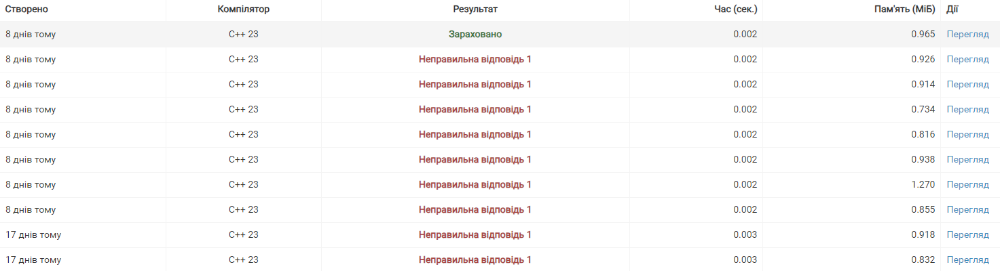 Створено Компілятор Результат Час (сек.) Пам'ять (МіБ) Дії
8 днів тому C++ 23 Зараховано 0.002 0.965 Перегляд
8 днів тому C++ 23 Неправильна відповідь 1 0.002 0.926 Перегляд
8 днів тому C++ 23 Неправильна відповідь 1 0.002 0.914 Перегляд
8 днів тому C++ 23 Неправильна відповідь 1 0.002 0.734 Перегляд
8 днів тому C++ 23 Неправильна відповідь 1 0.002 0.816 Перегляд
8 днів тому C++ 23 Неправильна відповідь 1 0.002 0.938 Перегляд
8 днів тому C++ 23 Неправильна відповідь 1 0.002 1.270 Перегляд
8 днів тому C++ 23 Неправильна відповідь 1 0.002 0.855 Перегляд
17 днів тому C++ 23 Неправильна відповідь 1 0.003 0.918 Перегляд
17 днів тому C++ 23 Неправильна відповідь 1 0.003 0.832 Перегляд